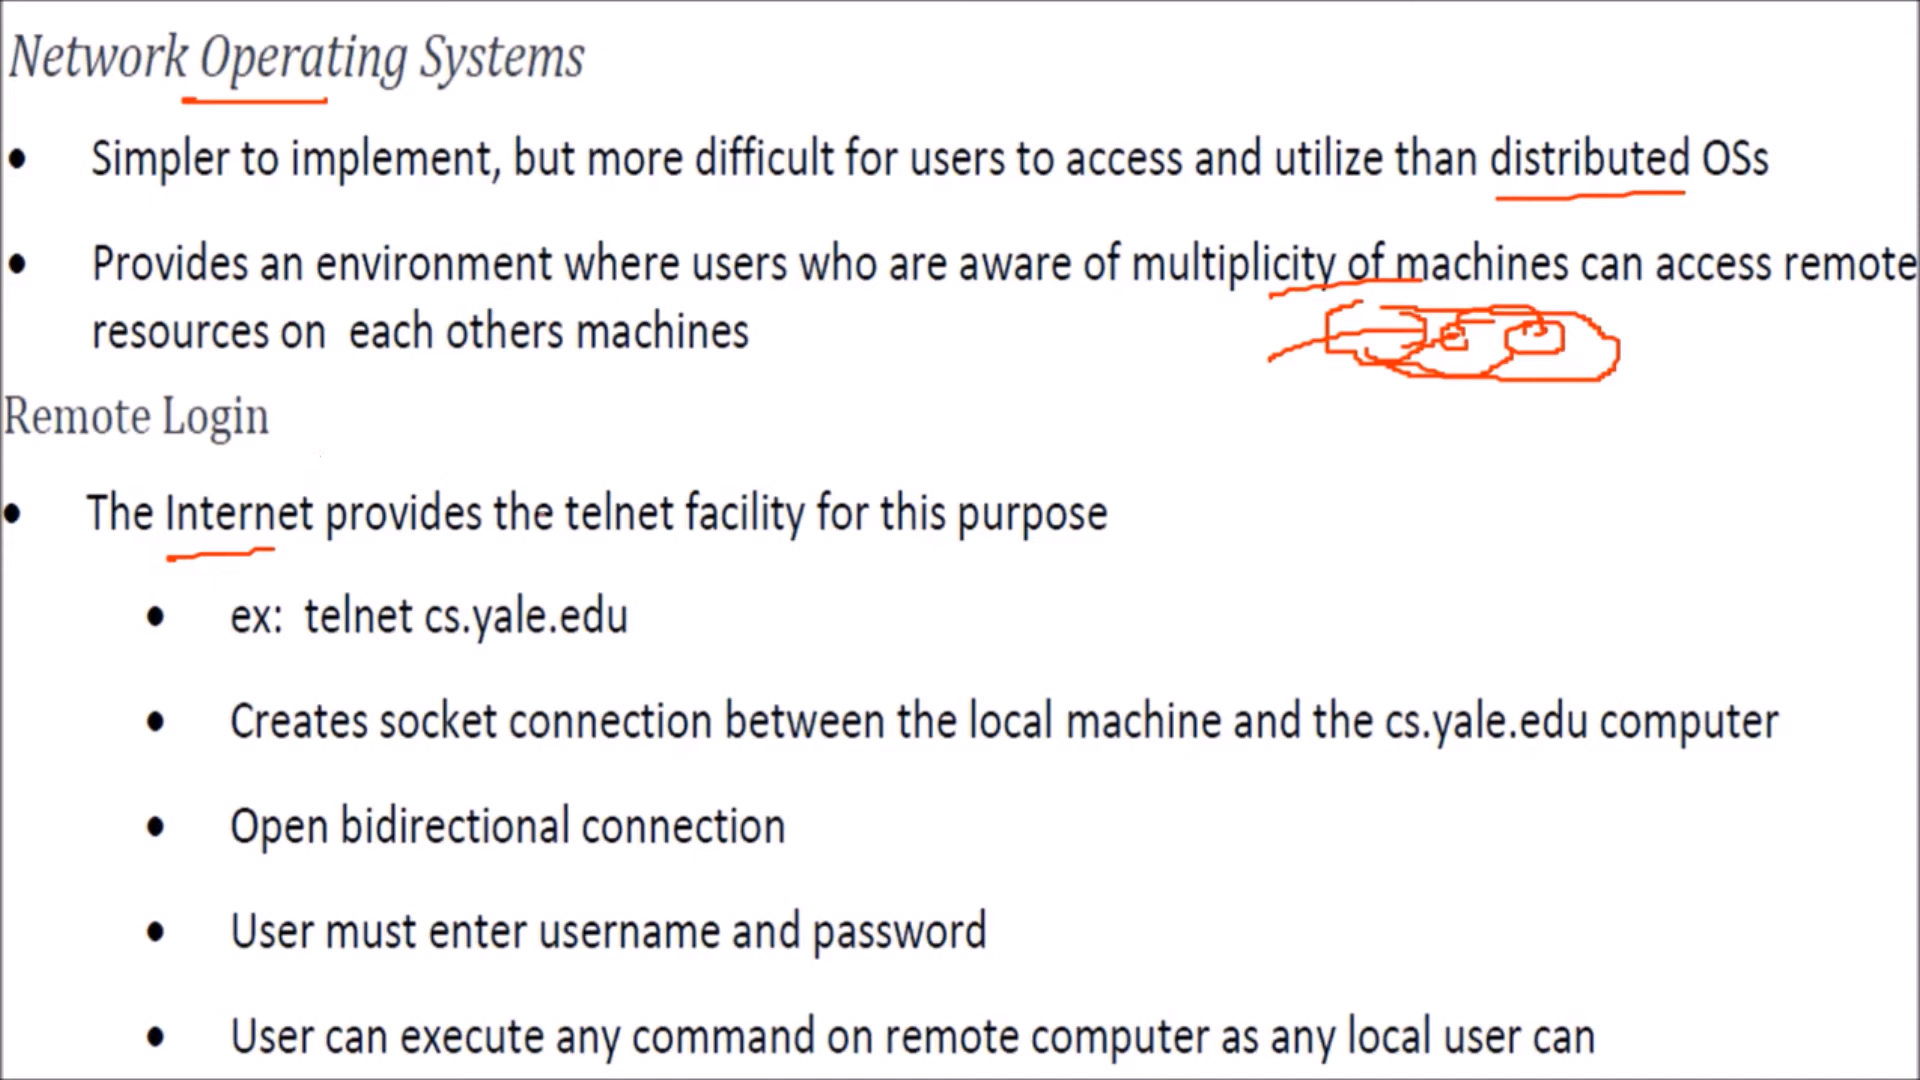 Network Operating Systems
• Simpler to implement, but more difficult for users to access and utilize than distributed OSs
• Provides an environment where users who are aware of multiplicity of machines can access remote
resources on each others machines
Remote Login
• The Internet provides the telnet facility for this purpose
• ex: telnet cs.yale.edu
• Creates socket connection between the local machine and the cs.yale.edu computer
• Open bidirectional connection
• User must enter username and password
• User can execute any command on remote computer as any local user can